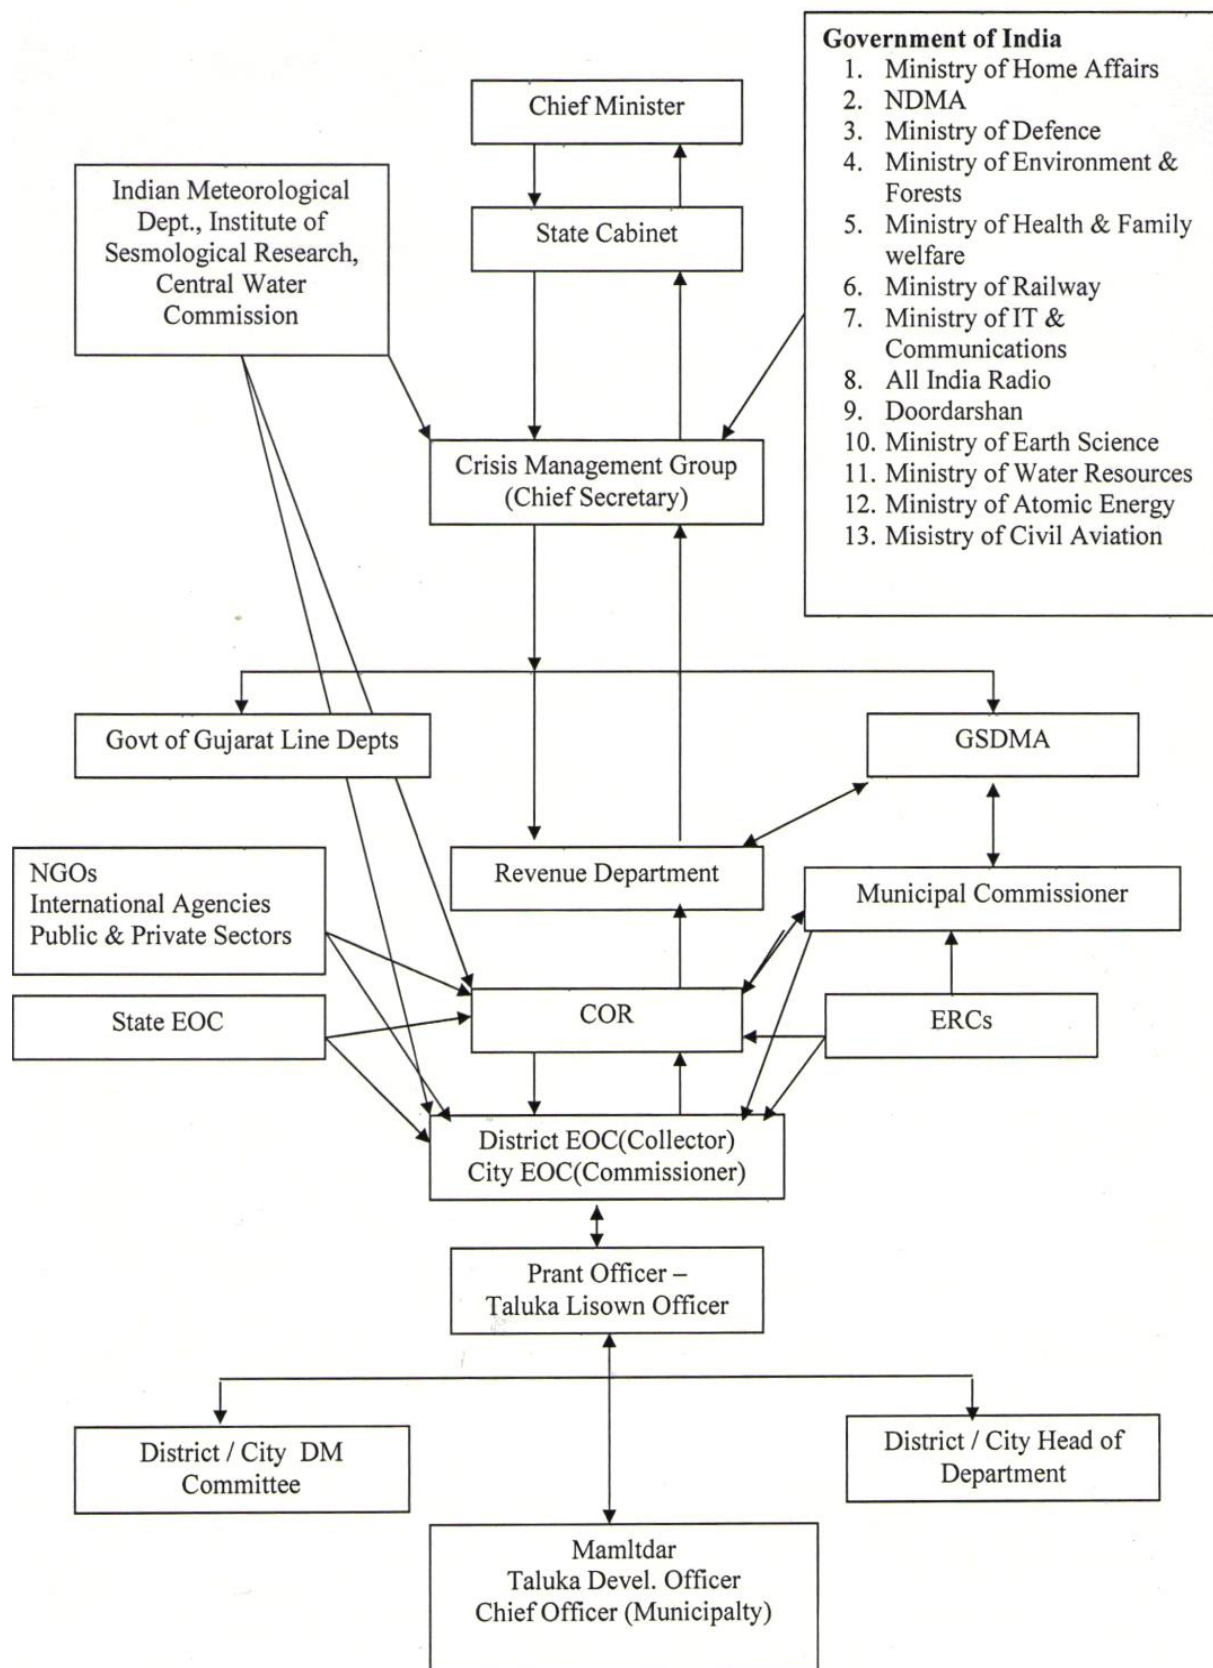 Government of India
1. Ministry of Home Affairs
2. NDMA
3. Ministry of Defence
4. Ministry of Environment &
Forests
5. Ministry of Health & Family
welfare
6. Ministry of Railway
7. Ministry of IT &
Communications
8. All India Radio
9. Doordarshan
10. Ministry of Earth Science
11. Ministry of Water Resources
12. Ministry of Atomic Energy
13. Misistry of Civil Aviation
Chief Minister
Indian Meteorological
Dept., Institute of
Sesmological Research,
Central Water
Commission
State Cabinet
Crisis Management Group
(Chief Secretary)
Govt of Gujarat Line Depts
GSDMA
NGOs
International Agencies
Public & Private Sectors
Revenue Department
Municipal Commissioner
State EOC
COR
ERCs
District EOC(Collector)
City EOC(Commissioner)
Prant Officer –
Taluka Lisown Officer
District / City DM
Committee
District / City Head of
Department
Mamltdar
Taluka Devel. Officer
Chief Officer (Municipalty)